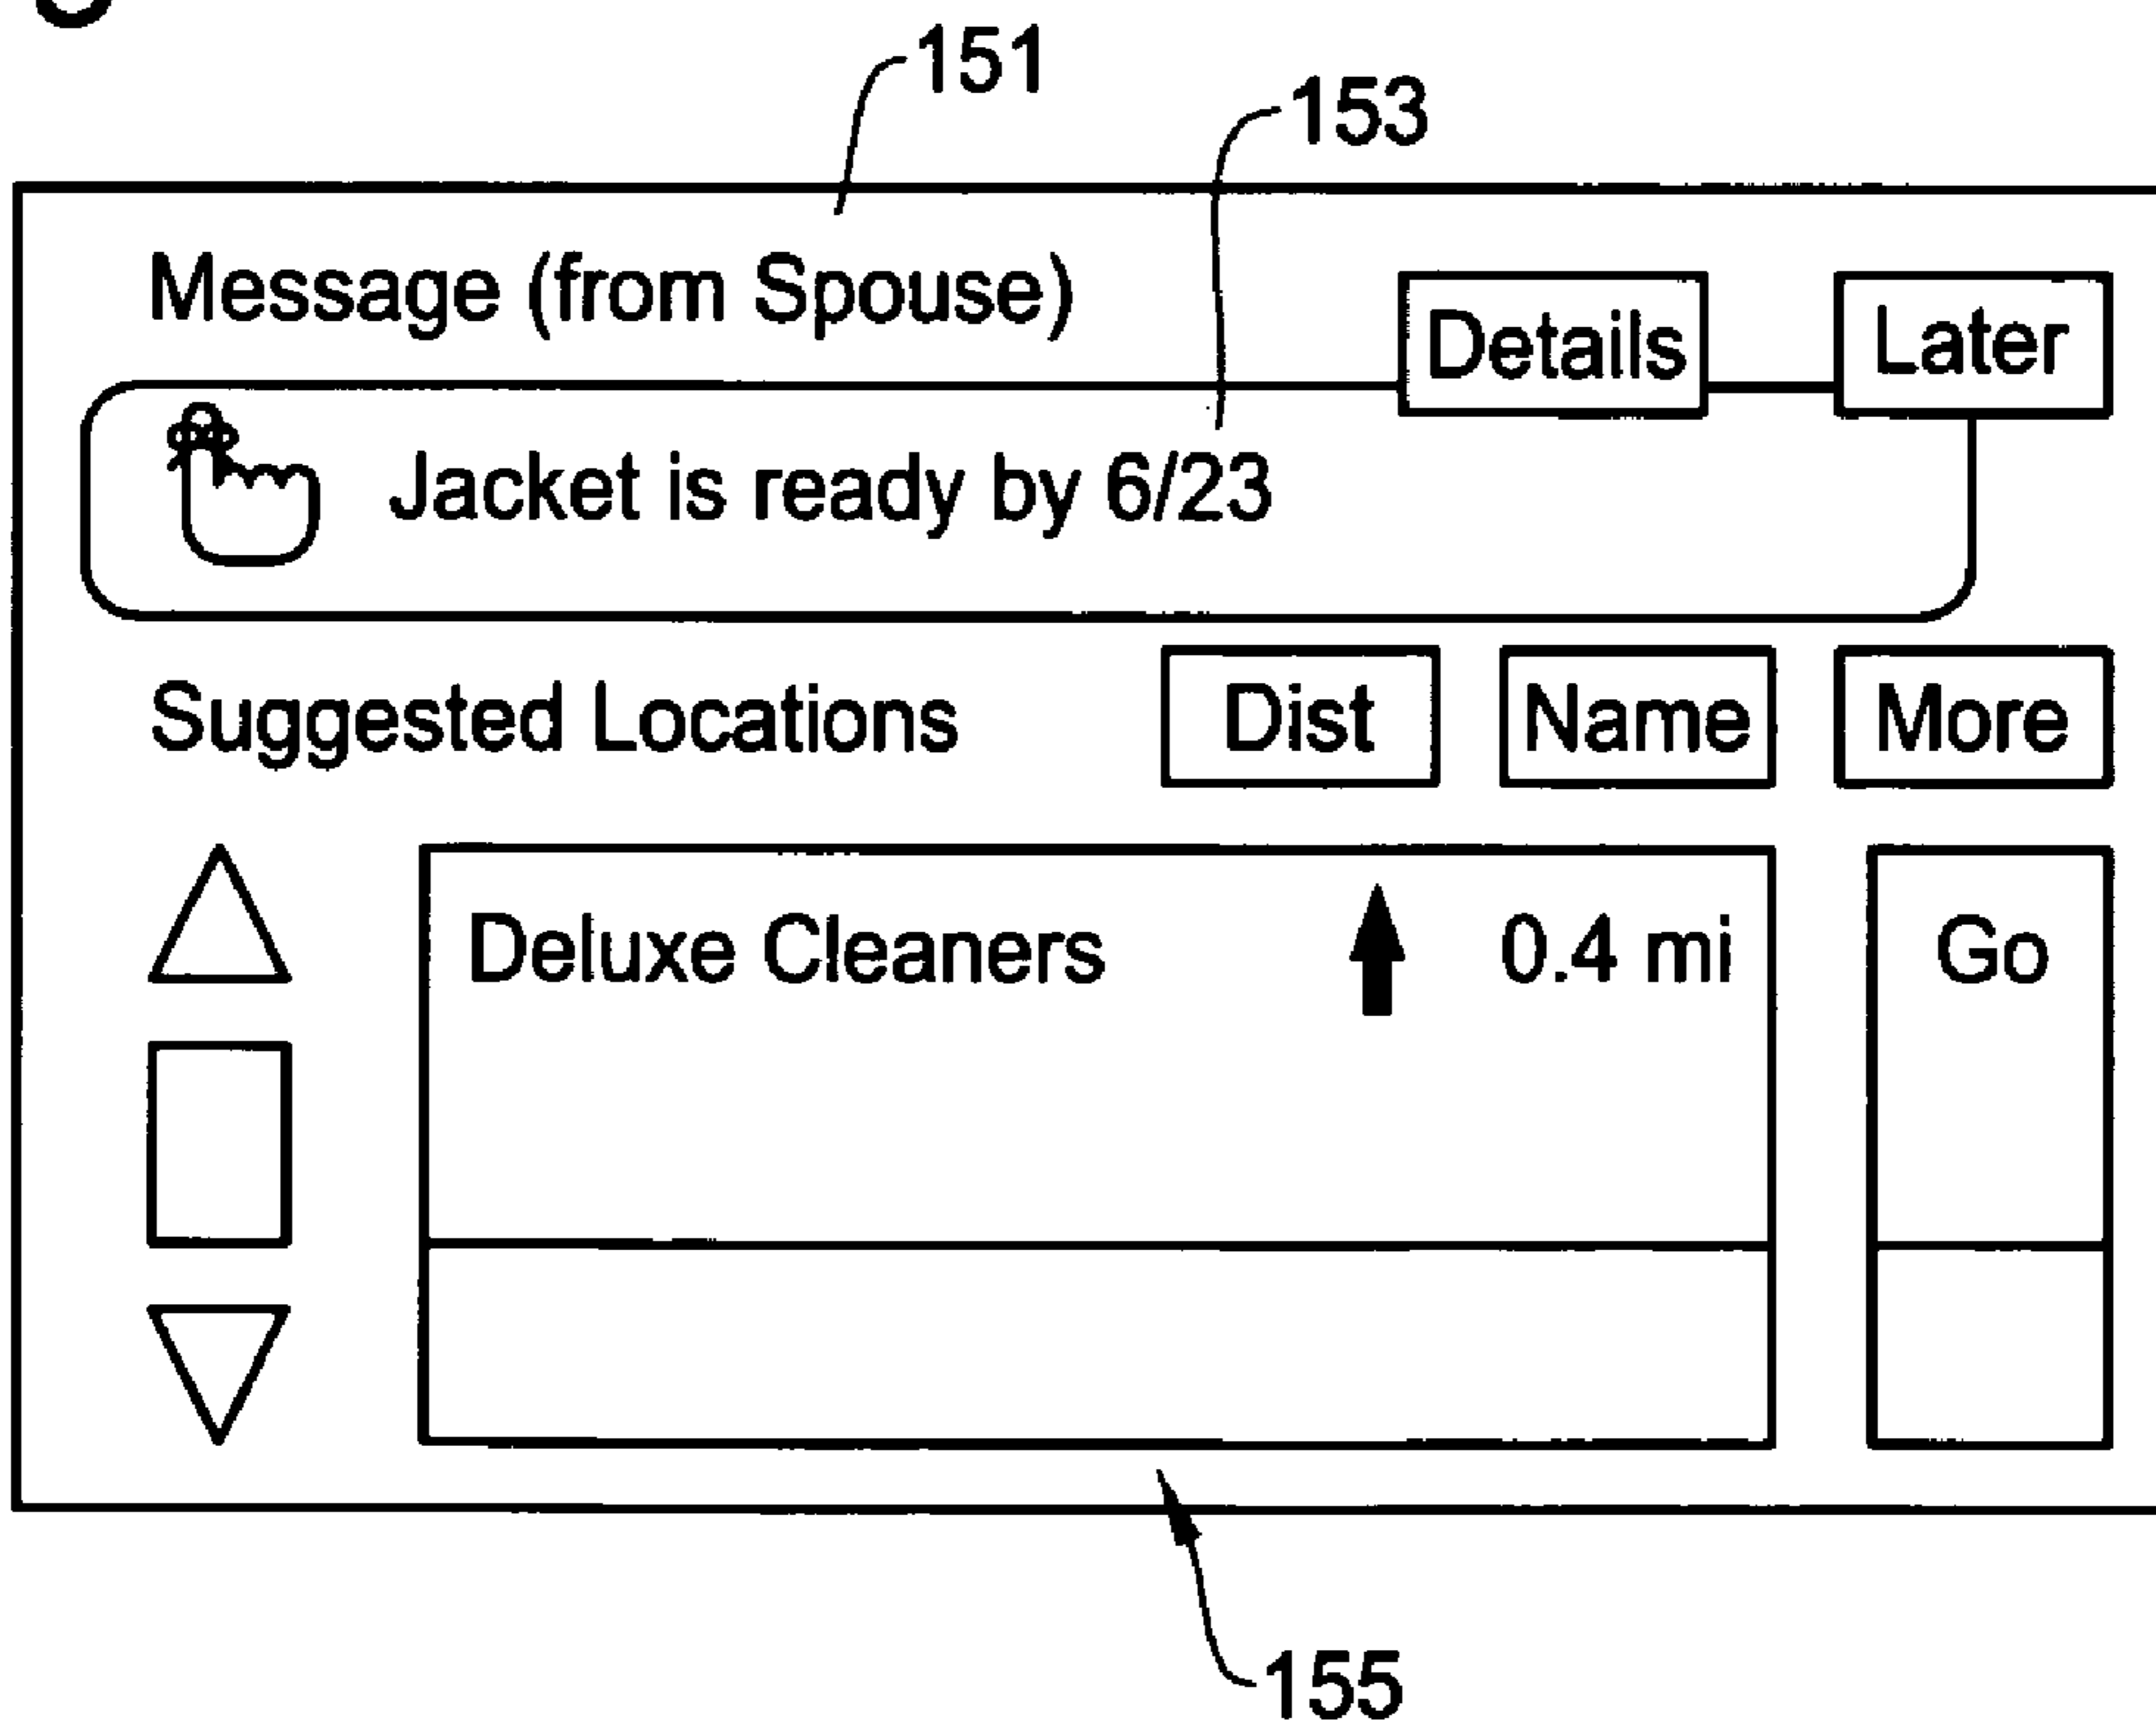 151
153
Message (from Spouse)
Details
Later
Jacket is ready by 6/23
Suggested Locations
Dist
Name
More
Deluxe Cleaners
0.4 mi
Go
155